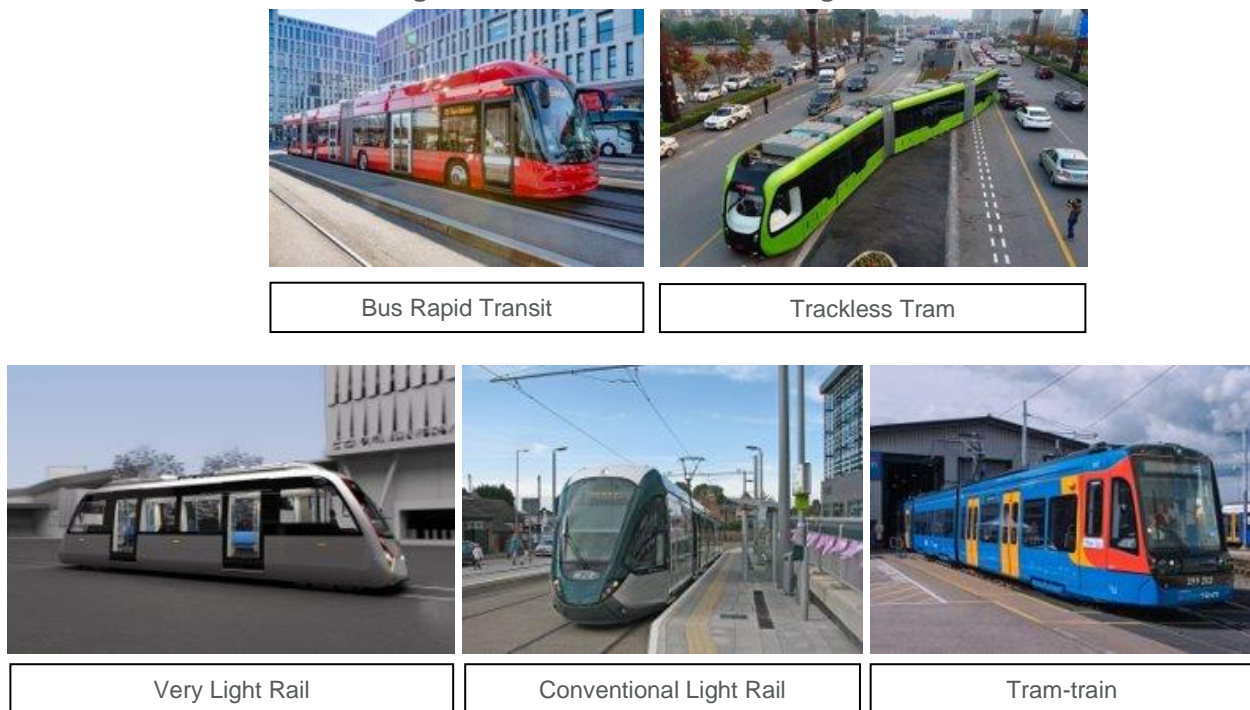 Bus Rapid Transit
Trackless Tram
Very Light Rail
Conventional Light Rail
Tram-train